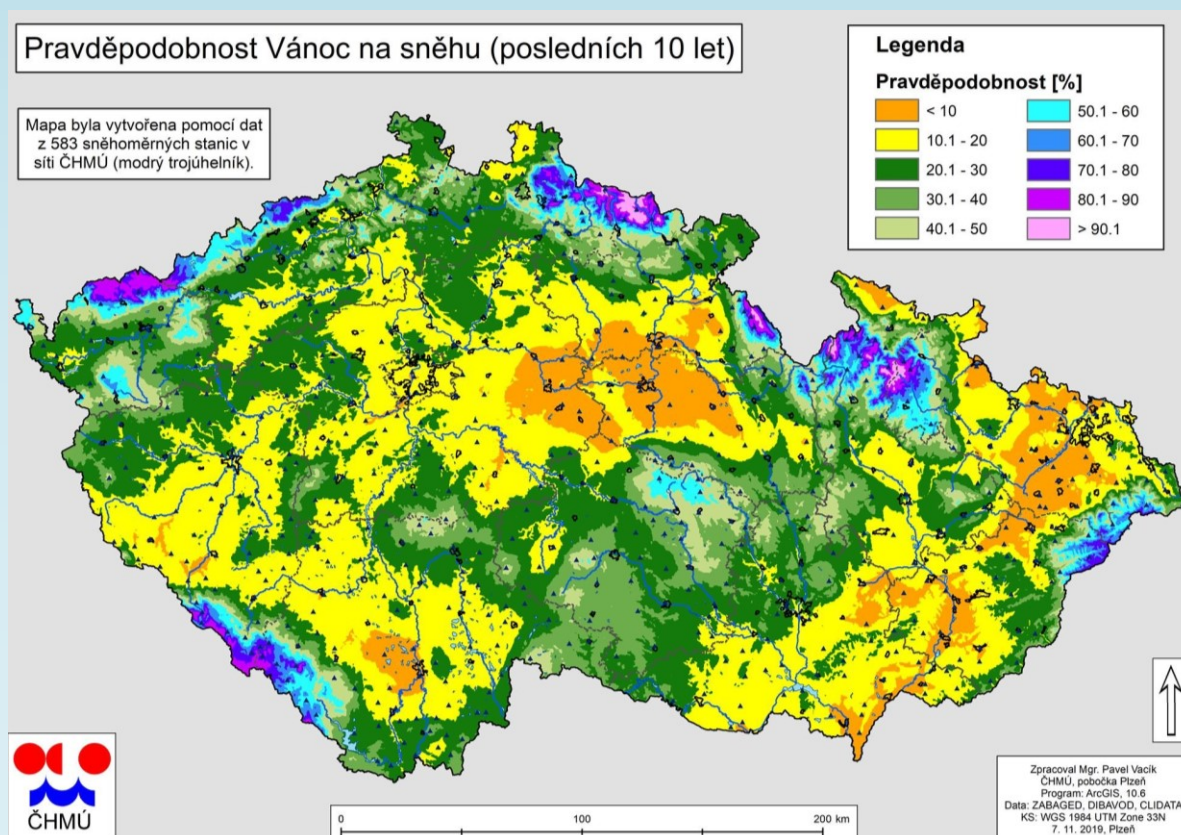 Pravděpodobnost Vánoc na sněhu (posledních 10 let)
Mapa byla vytvořena pomocí dat
z 583 sněhoměrných stanic v
síti ČHMÚ (modrý trojúhelník).
Legenda
Pravděpodobnost [%]
< 10
10.1 - 20
20.1 - 30
30.1 - 40
40.1 - 50
50.1 - 60
60.1 - 70
70.1 - 80
80.1 - 90
> 90.1
ČHMÚ
0 100 200 km
Zpracoval Mgr. Pavel Vacík
ČHMÚ, pobočka Plzeň
Program: ArcGIS, 10.6
Data: ZABAGED, DIBAVOD, CLIDATA
KS: WGS 1984 UTM Zone 33N
7. 11. 2019, Plzeň